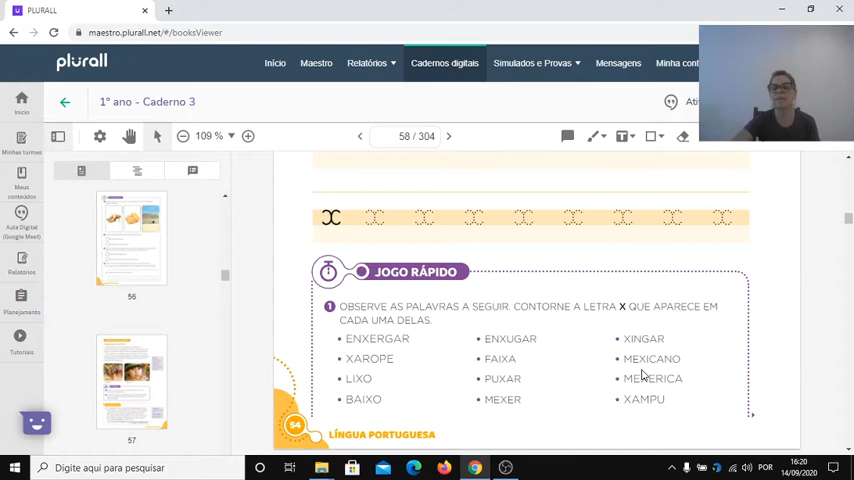 PLURALL
maestro.plurall.net/#/booksViewer
plurall
Início
Maestro
Relatórios
Cadernos digitais
Simulados e Provas
Mensagens
Minha con
1º ano - Caderno 3
Início
109 %
58 / 304
Minhas turmas
Meus conteúdos
Aula Digital (Google Meet)
Relatórios
Planejamento
Tutoriais
56
57
x x x x x x x x x
JOGO RÁPIDO
1 OBSERVE AS PALAVRAS A SEGUIR. CONTORNE A LETRA X QUE APARECE EM
CADA UMA DELAS.
• ENXERGAR • ENXUGAR • XINGAR
• XAROPE • FAIXA • MEXICANO
• LIXO • PUXAR • MEXERICA
• BAIXO • MEXER • XAMPU
54 LÍNGUA PORTUGUESA
Digite aqui para pesquisar
POR
16:20
14/09/2020